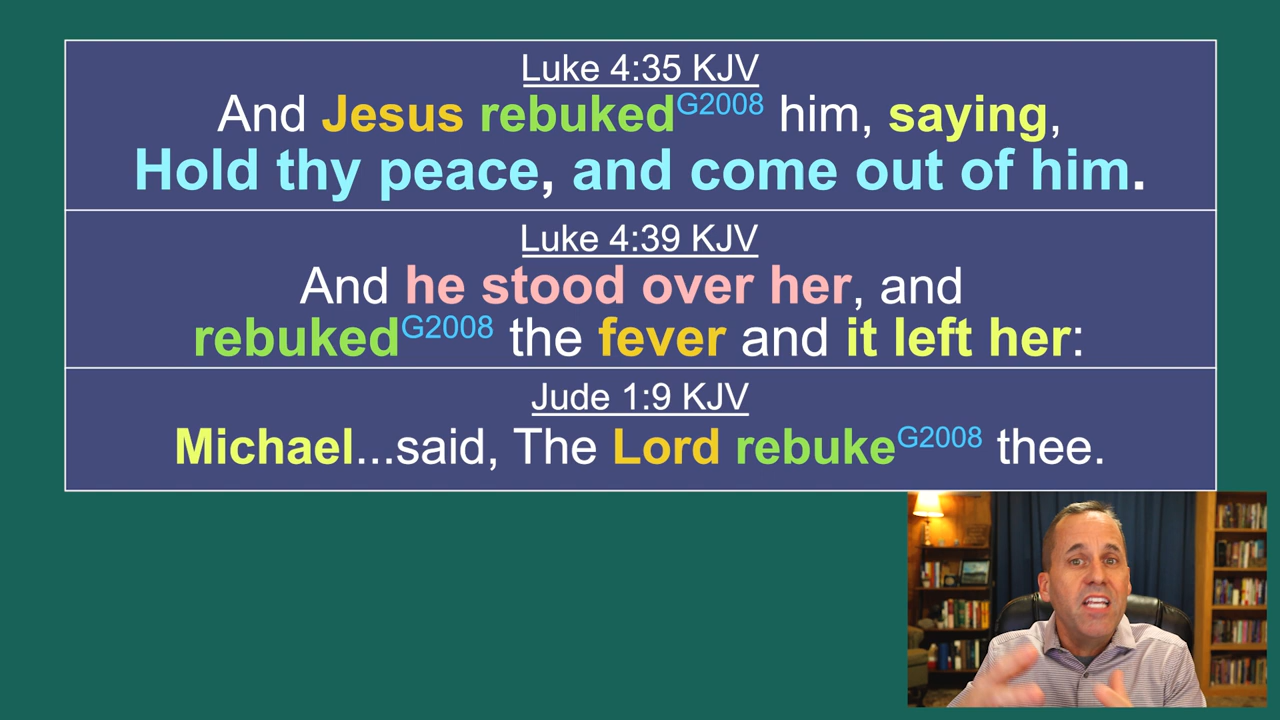 Luke 4:35 KJV
And Jesus rebukedG2008 him, saying,
Hold thy peace, and come out of him.
Luke 4:39 KJV
And he stood over her, and
rebukedG2008 the fever and it left her:
Jude 1:9 KJV
Michael...said, The Lord rebukeG2008 thee.